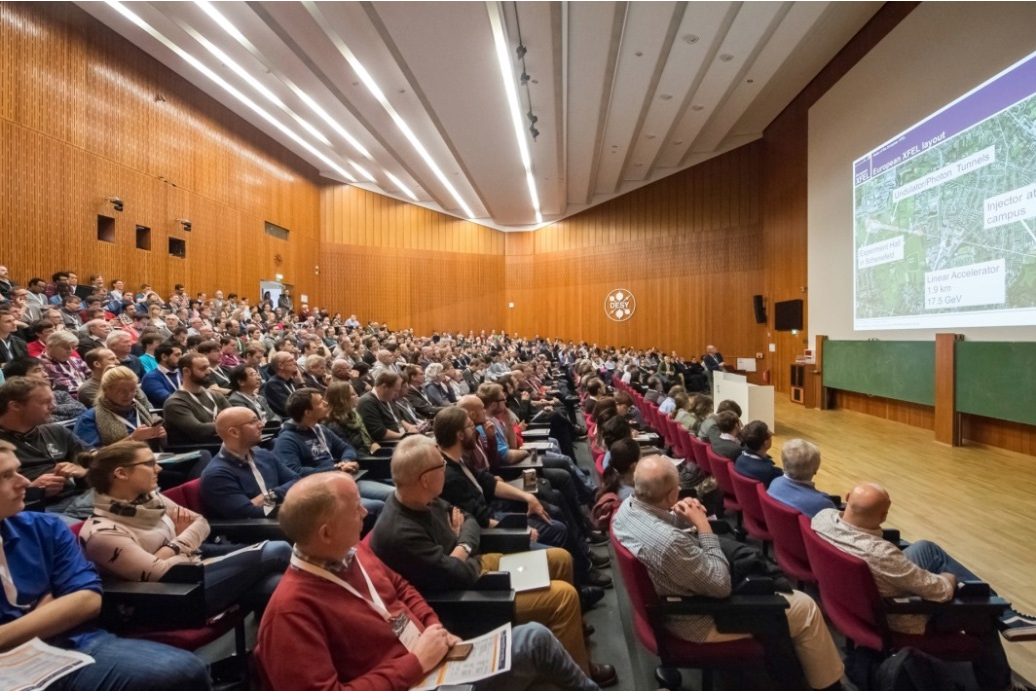 XFEL
European XFEL layout
Undulator/Photon Tunnels
Injector at
campus
Experiment Hall
in Schenefeld
Linear Accelerator
1.9 km
17.5 GeV
DESY